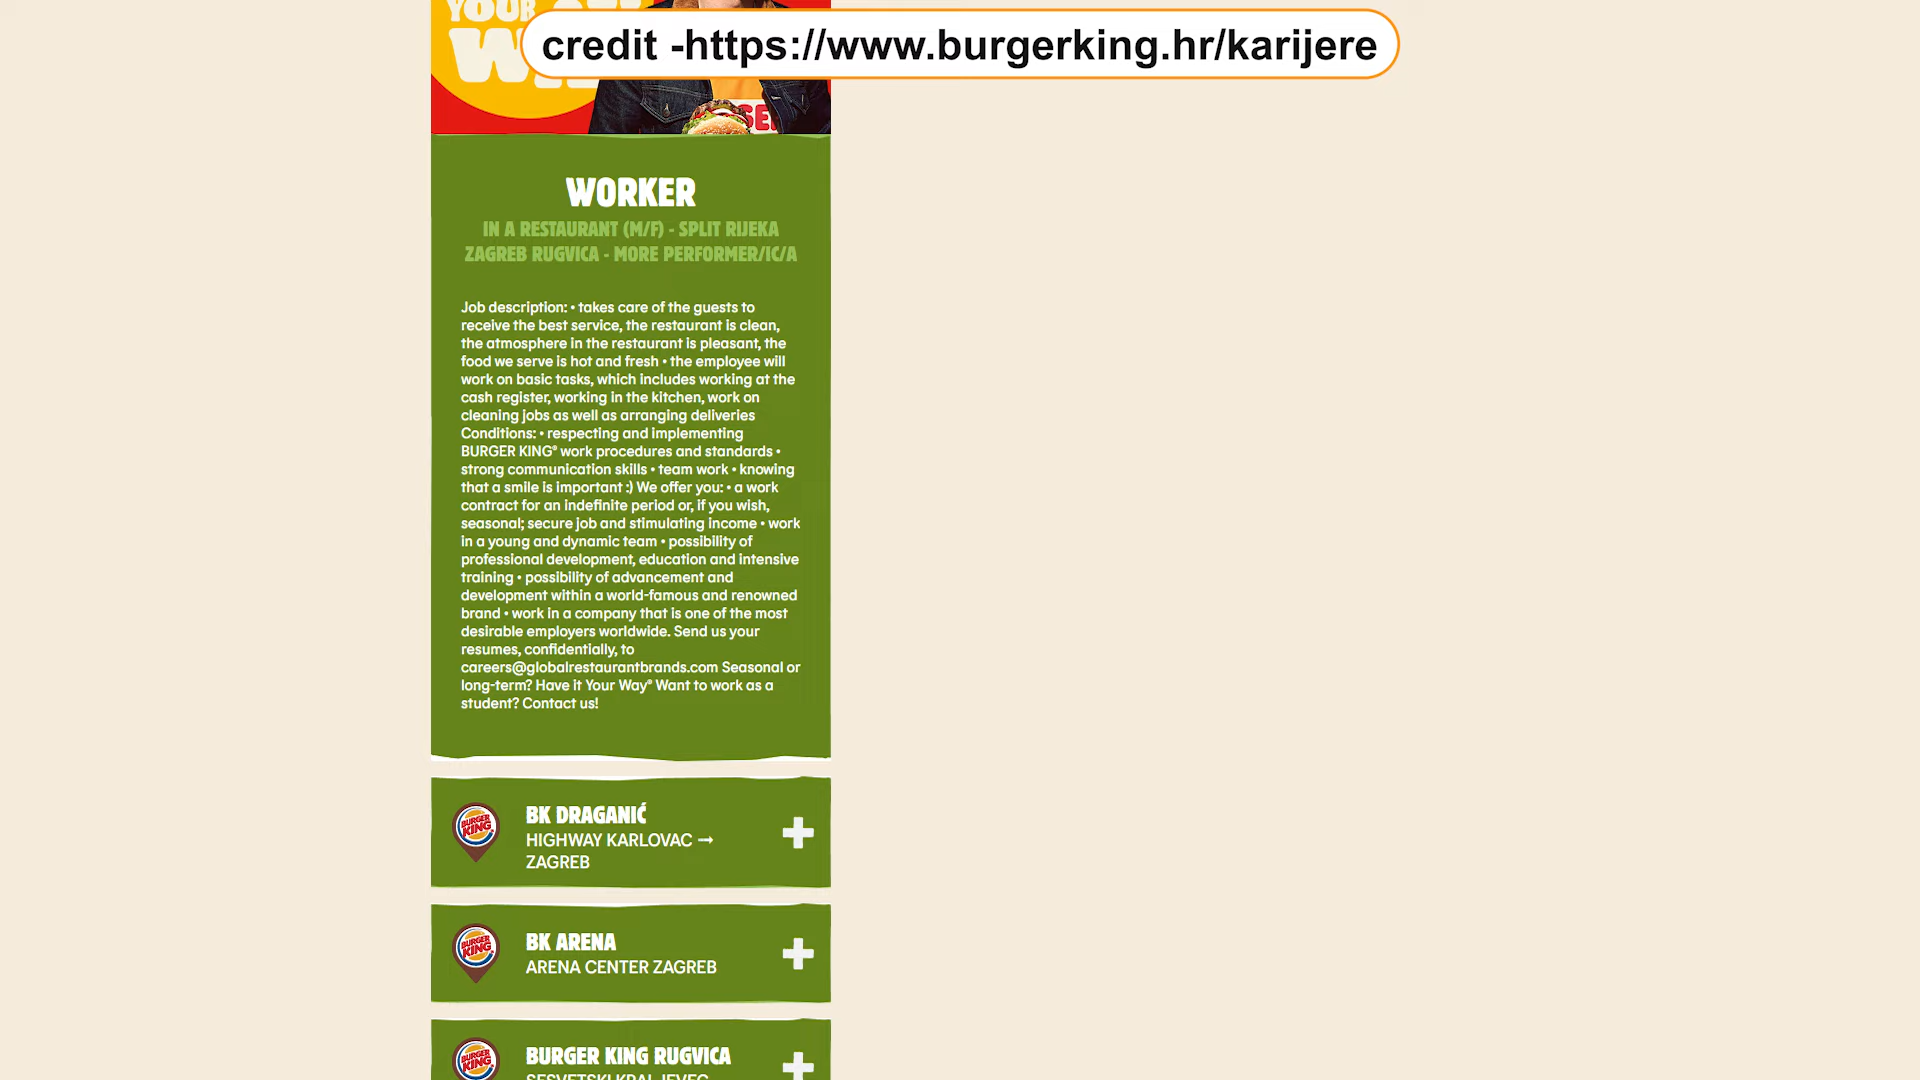 YOUR
credit -https://www.burgerking.hr/karijere
WORKER
IN A RESTAURANT (M/F) - SPLIT RIJEKA
ZAGREB RUGVICA - MORE PERFORMER/IC/A
Job description: • takes care of the guests to
receive the best service, the restaurant is clean,
the atmosphere in the restaurant is pleasant, the
food we serve is hot and fresh • the employee will
work on basic tasks, which includes working at the
cash register, working in the kitchen, work on
cleaning jobs as well as arranging deliveries
Conditions: • respecting and implementing
BURGER KING® work procedures and standards •
strong communication skills • team work • knowing
that a smile is important :) We offer you: • a work
contract for an indefinite period or, if you wish,
seasonal; secure job and stimulating income • work
in a young and dynamic team • possibility of
professional development, education and intensive
training • possibility of advancement and
development within a world-famous and renowned
brand • work in a company that is one of the most
desirable employers worldwide. Send us your
resumes, confidentially, to
careers@globalrestaurantbrands.com Seasonal or
long-term? Have it Your Way® Want to work as a
student? Contact us!
BURGER KING
BK DRAGANIĆ
HIGHWAY KARLOVAC →
ZAGREB
BURGER KING
BK ARENA
ARENA CENTER ZAGREB
BURGER KING
BURGER KING RUGVICA
SESVETSKI KRALJEVEC